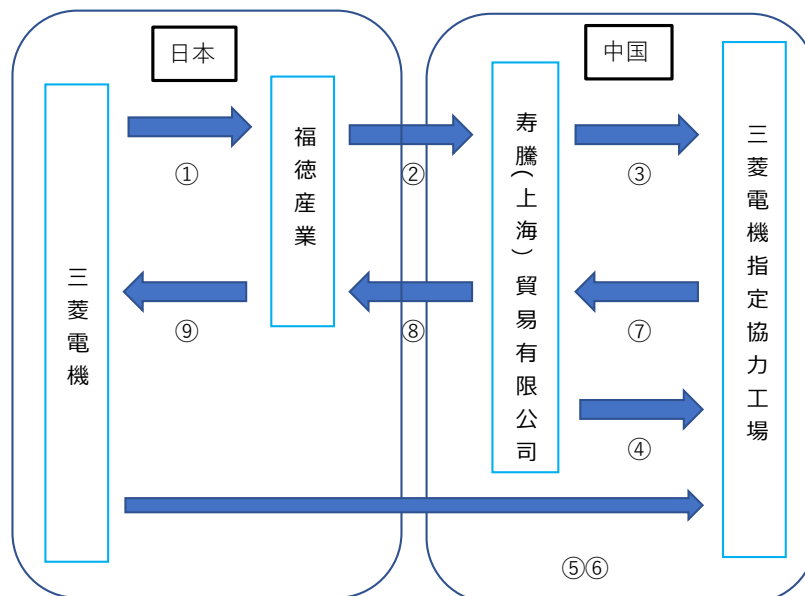 日本
中国
三菱電機
福徳産業
寿騰(上海)貿易有限公司
三菱電機指定協力工場
①
②
③
⑨
⑧
⑦
④
⑤⑥